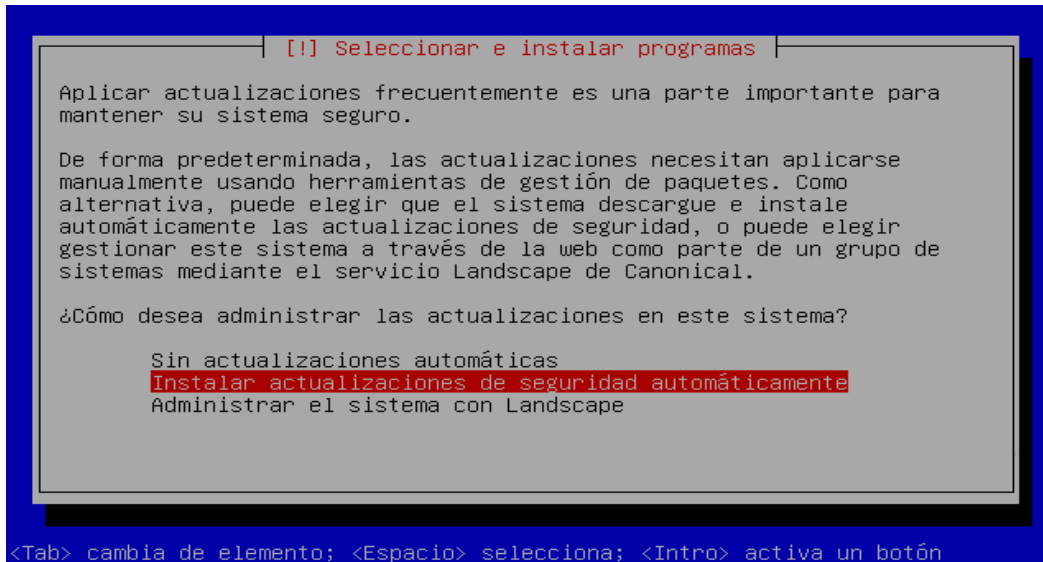 [!] Seleccionar e instalar programas
Aplicar actualizaciones frecuentemente es una parte importante para
mantener su sistema seguro.
De forma predeterminada, las actualizaciones necesitan aplicarse
manualmente usando herramientas de gestión de paquetes. Como
alternativa, puede elegir que el sistema descargue e instale
automáticamente las actualizaciones de seguridad, o puede elegir
gestionar este sistema a través de la web como parte de un grupo de
sistemas mediante el servicio Landscape de Canonical.
¿Cómo desea administrar las actualizaciones en este sistema?
Sin actualizaciones automáticas
Instalar actualizaciones de seguridad automáticamente
Administrar el sistema con Landscape
<Tab> cambia de elemento; <Espacio> selecciona; <Intro> activa un botón